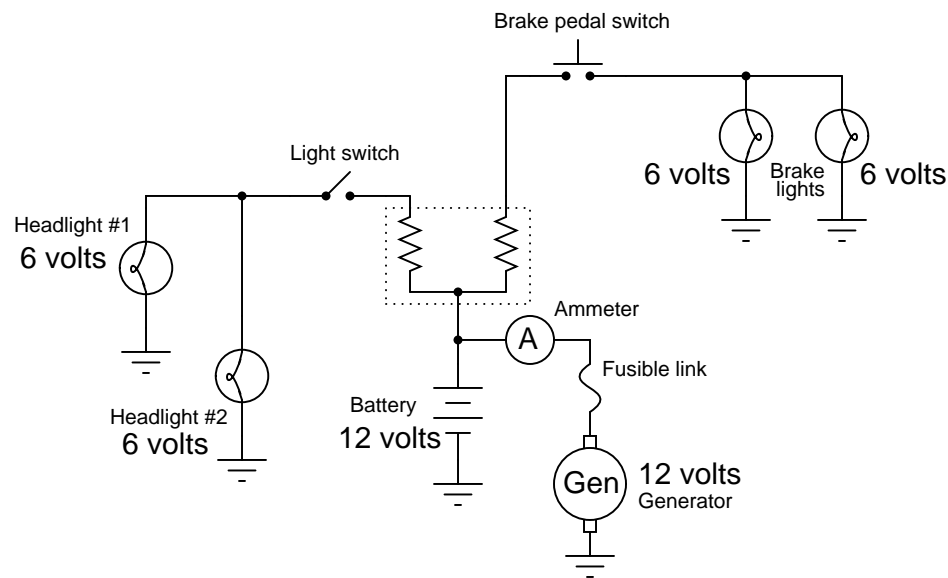 Brake pedal switch
Light switch
6 volts
Brake
lights
6 volts
Headlight #1
6 volts
Ammeter
A
Fusible link
Headlight #2
6 volts
Battery
12 volts
Gen
12 volts
Generator